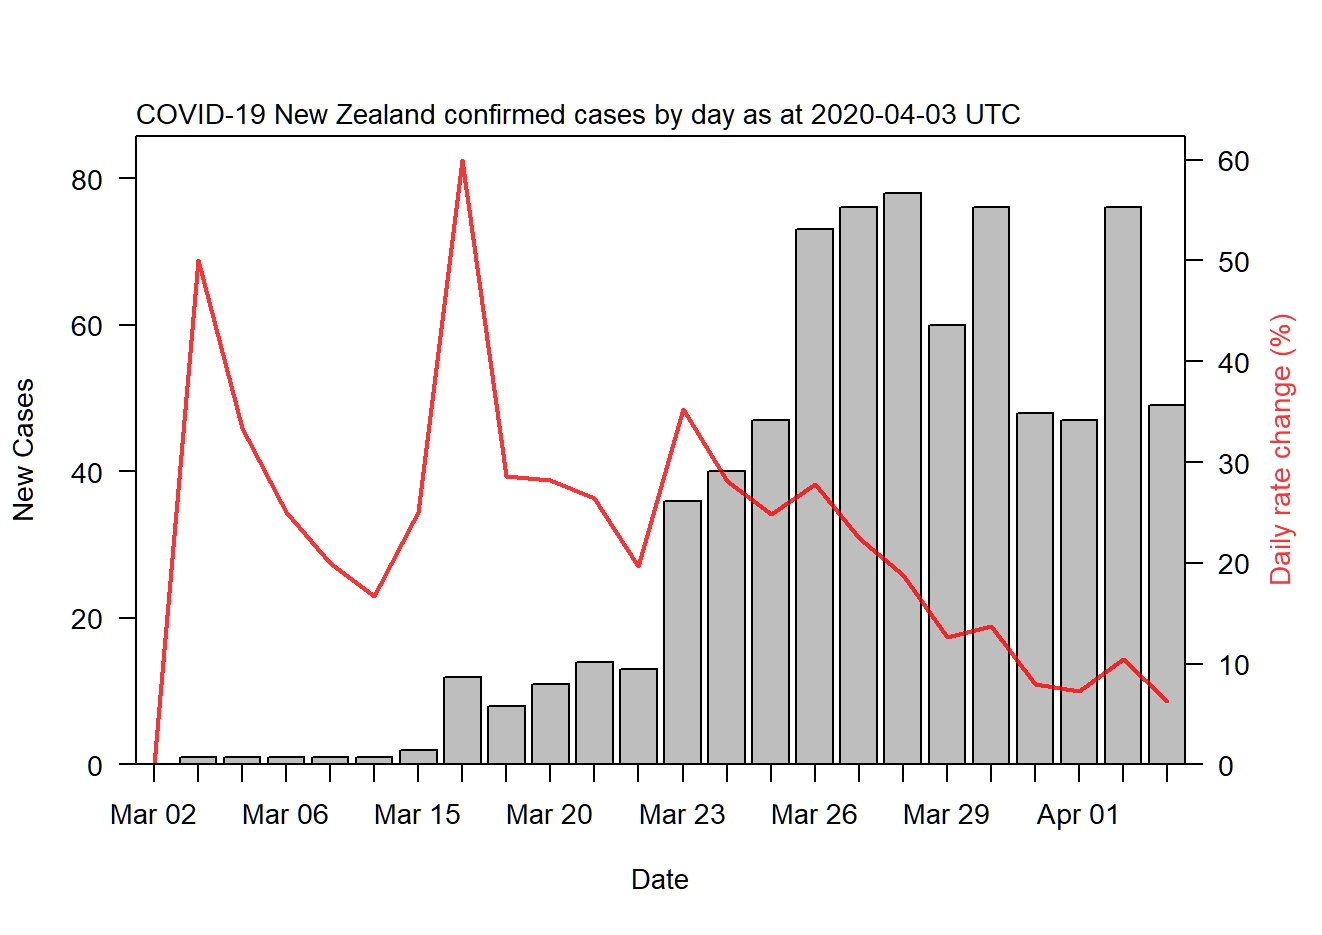 COVID-19 New Zealand confirmed cases by day as at 2020-04-03 UTC
80
60
40
20
0
New Cases
60
50
40
30
20
10
0
Daily rate change (%)
Mar 02 Mar 06 Mar 15 Mar 20 Mar 23 Mar 26 Mar 29 Apr 01
Date